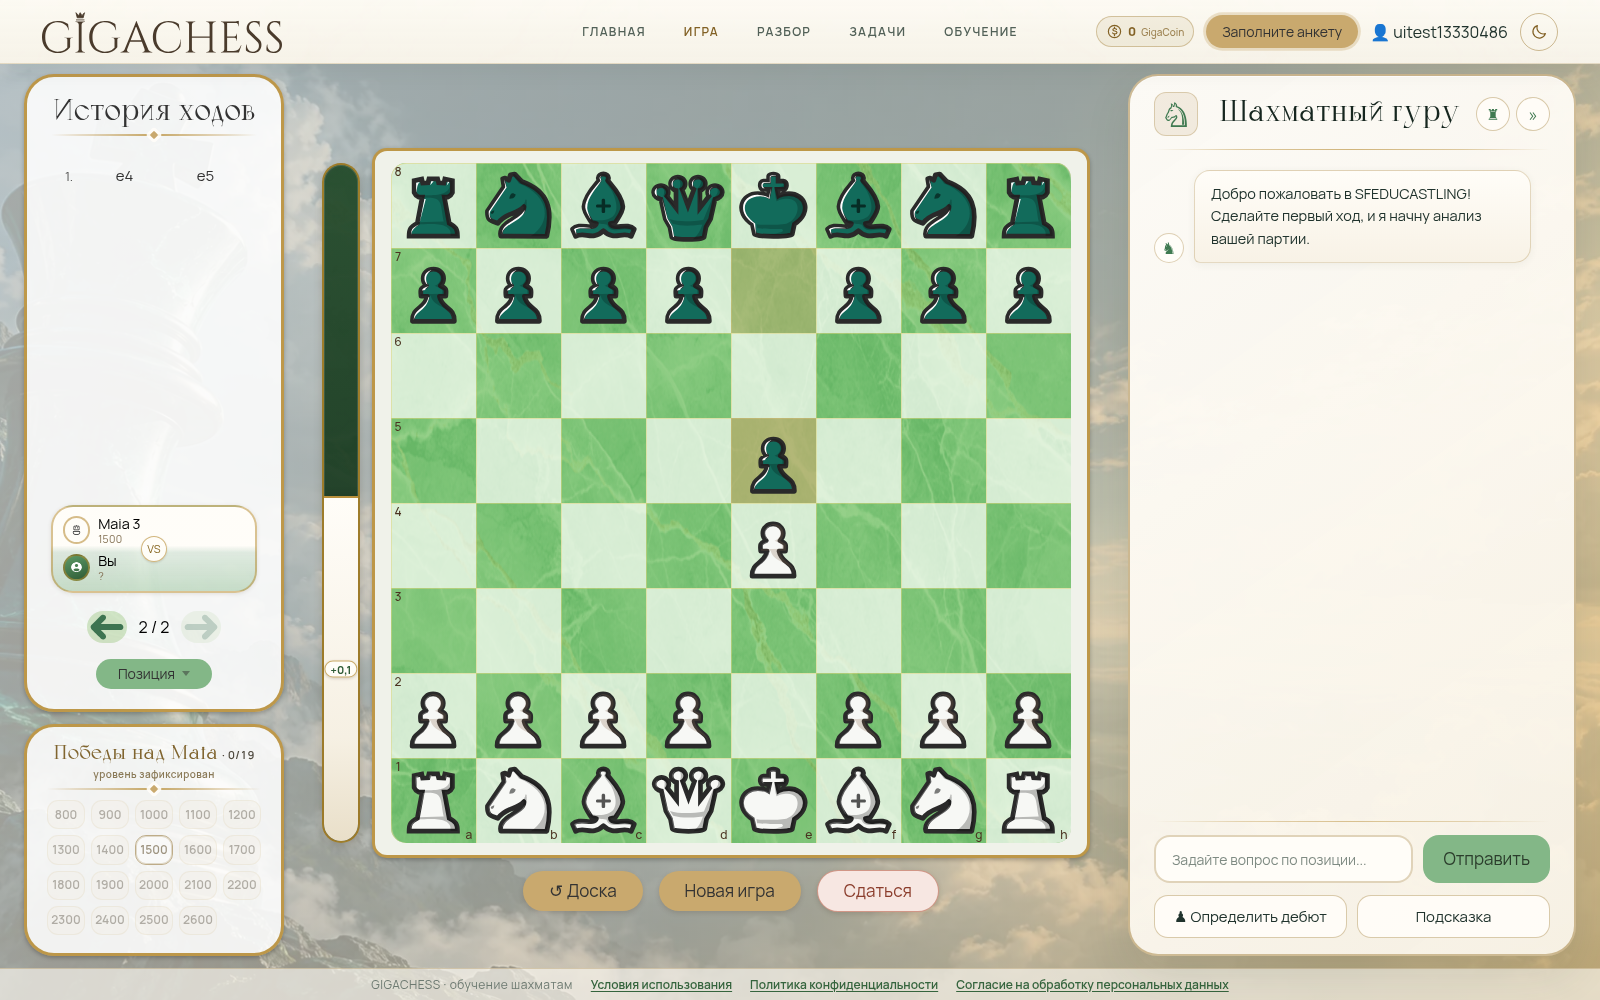 GIGACHESS
ГЛАВНАЯ
ИГРА
РАЗБОР
ЗАДАЧИ
ОБУЧЕНИЕ
0 GigaCoin
Заполните анкету
uitest13330486
История ходов
1. e4 e5
Maia 3
1500
VS
Вы
?
2 / 2
Позиция
Победы над Maia · 0/19
уровень зафиксирован
800 900 1000 1100 1200
1300 1400 1500 1600 1700
1800 1900 2000 2100 2200
2300 2400 2500 2600
+0,1
8
7
6
5
4
3
2
1
a b c d e f g h
↺ Доска
Новая игра
Сдаться
Шахматный гуру
»
Добро пожаловать в SFEDUCASTLING!
Сделайте первый ход, и я начну анализ
вашей партии.
Задайте вопрос по позиции...
Отправить
Определить дебют
Подсказка
GIGACHESS · обучение шахматам
Условия использования
Политика конфиденциальности
Согласие на обработку персональных данных